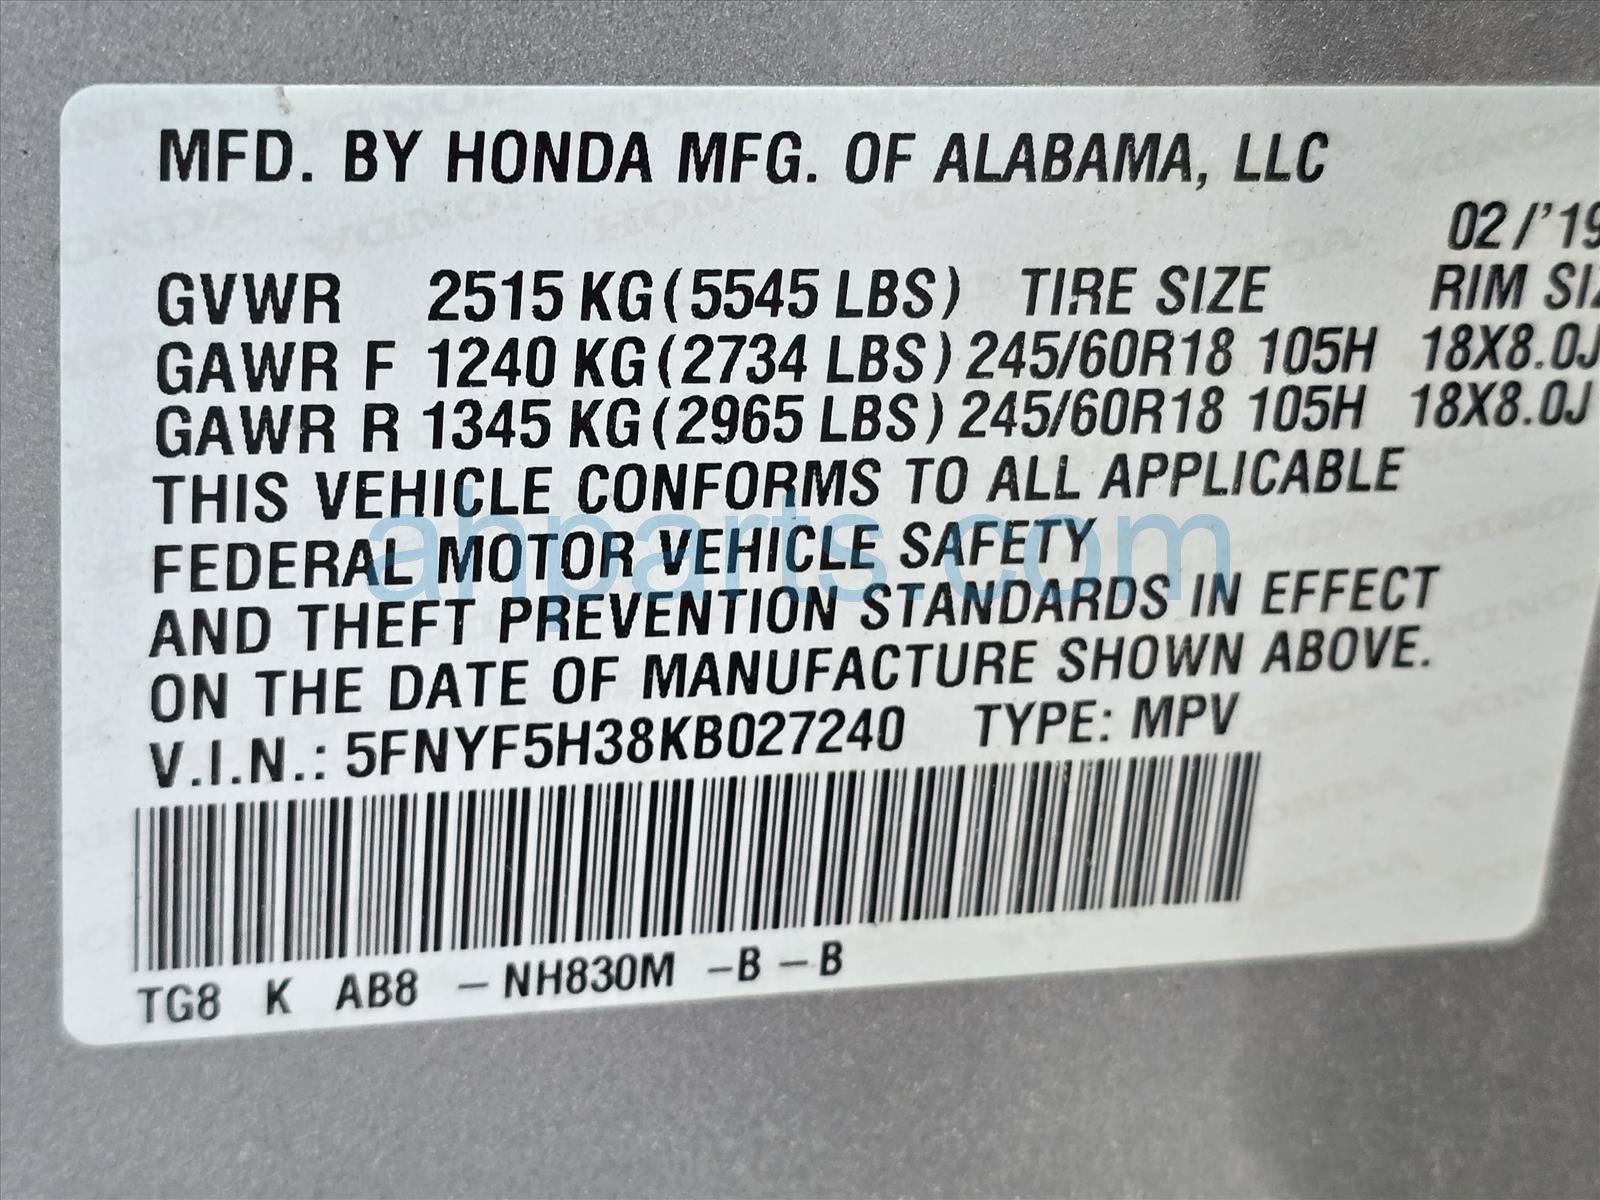 MFD. BY HONDA MFG. OF ALABAMA, LLC
02/'19
GVWR 2515 KG (5545 LBS) TIRE SIZE RIM
GAWR F 1240 KG (2734 LBS) 245/60R18 105H 18X8.0J
GAWR R 1345 KG (2965 LBS) 245/60R18 105H 18X8.0J
THIS VEHICLE CONFORMS TO ALL APPLICABLE
FEDERAL MOTOR VEHICLE SAFETY
AND THEFT PREVENTION STANDARDS IN EFFECT
ON THE DATE OF MANUFACTURE SHOWN ABOVE.
V.I.N.: 5FNYF5H38KB027240 TYPE: MPV
TG8 K AB8 – NH830M –B – B
ahparts.com